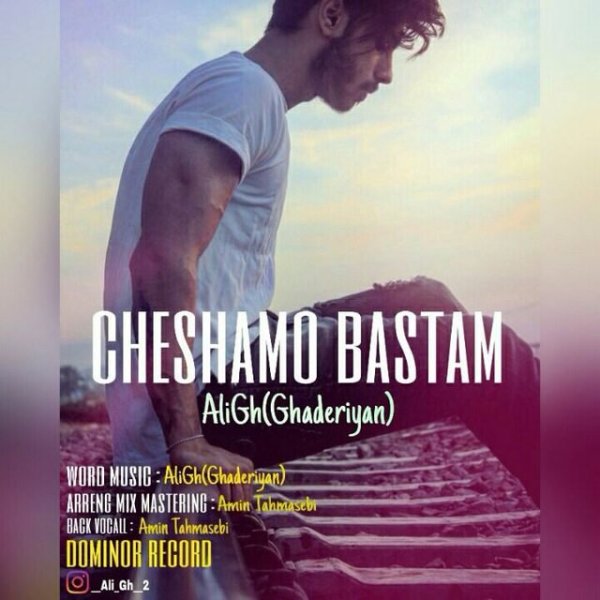 CHESHAMO BASTAM
AliGh(Ghaderiyan)
WORD MUSIC : AliGh(Ghaderiyan)
ARRENG MIX MASTERING : Amin Tahmasebi
BACK VOCALL : Amin Tahmasebi
DOMINOR RECORD
__Ali_Gh__2